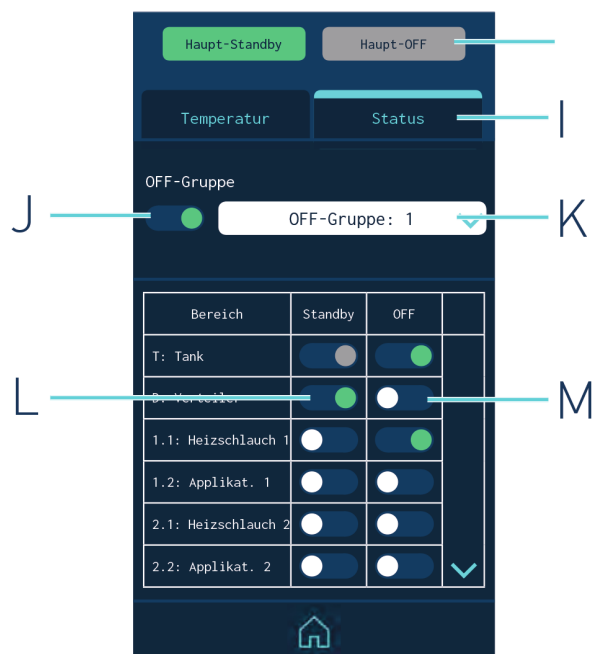 Haupt-Standby Haupt-OFF
Temperatur Status I
OFF-Gruppe
J OFF-Gruppe: 1 K
Bereich Standby OFF
T: Tank
L D: Verteiler M
1.1: Heizschlauch 1
1.2: Applikat. 1
2.1: Heizschlauch 2
2.2: Applikat. 2